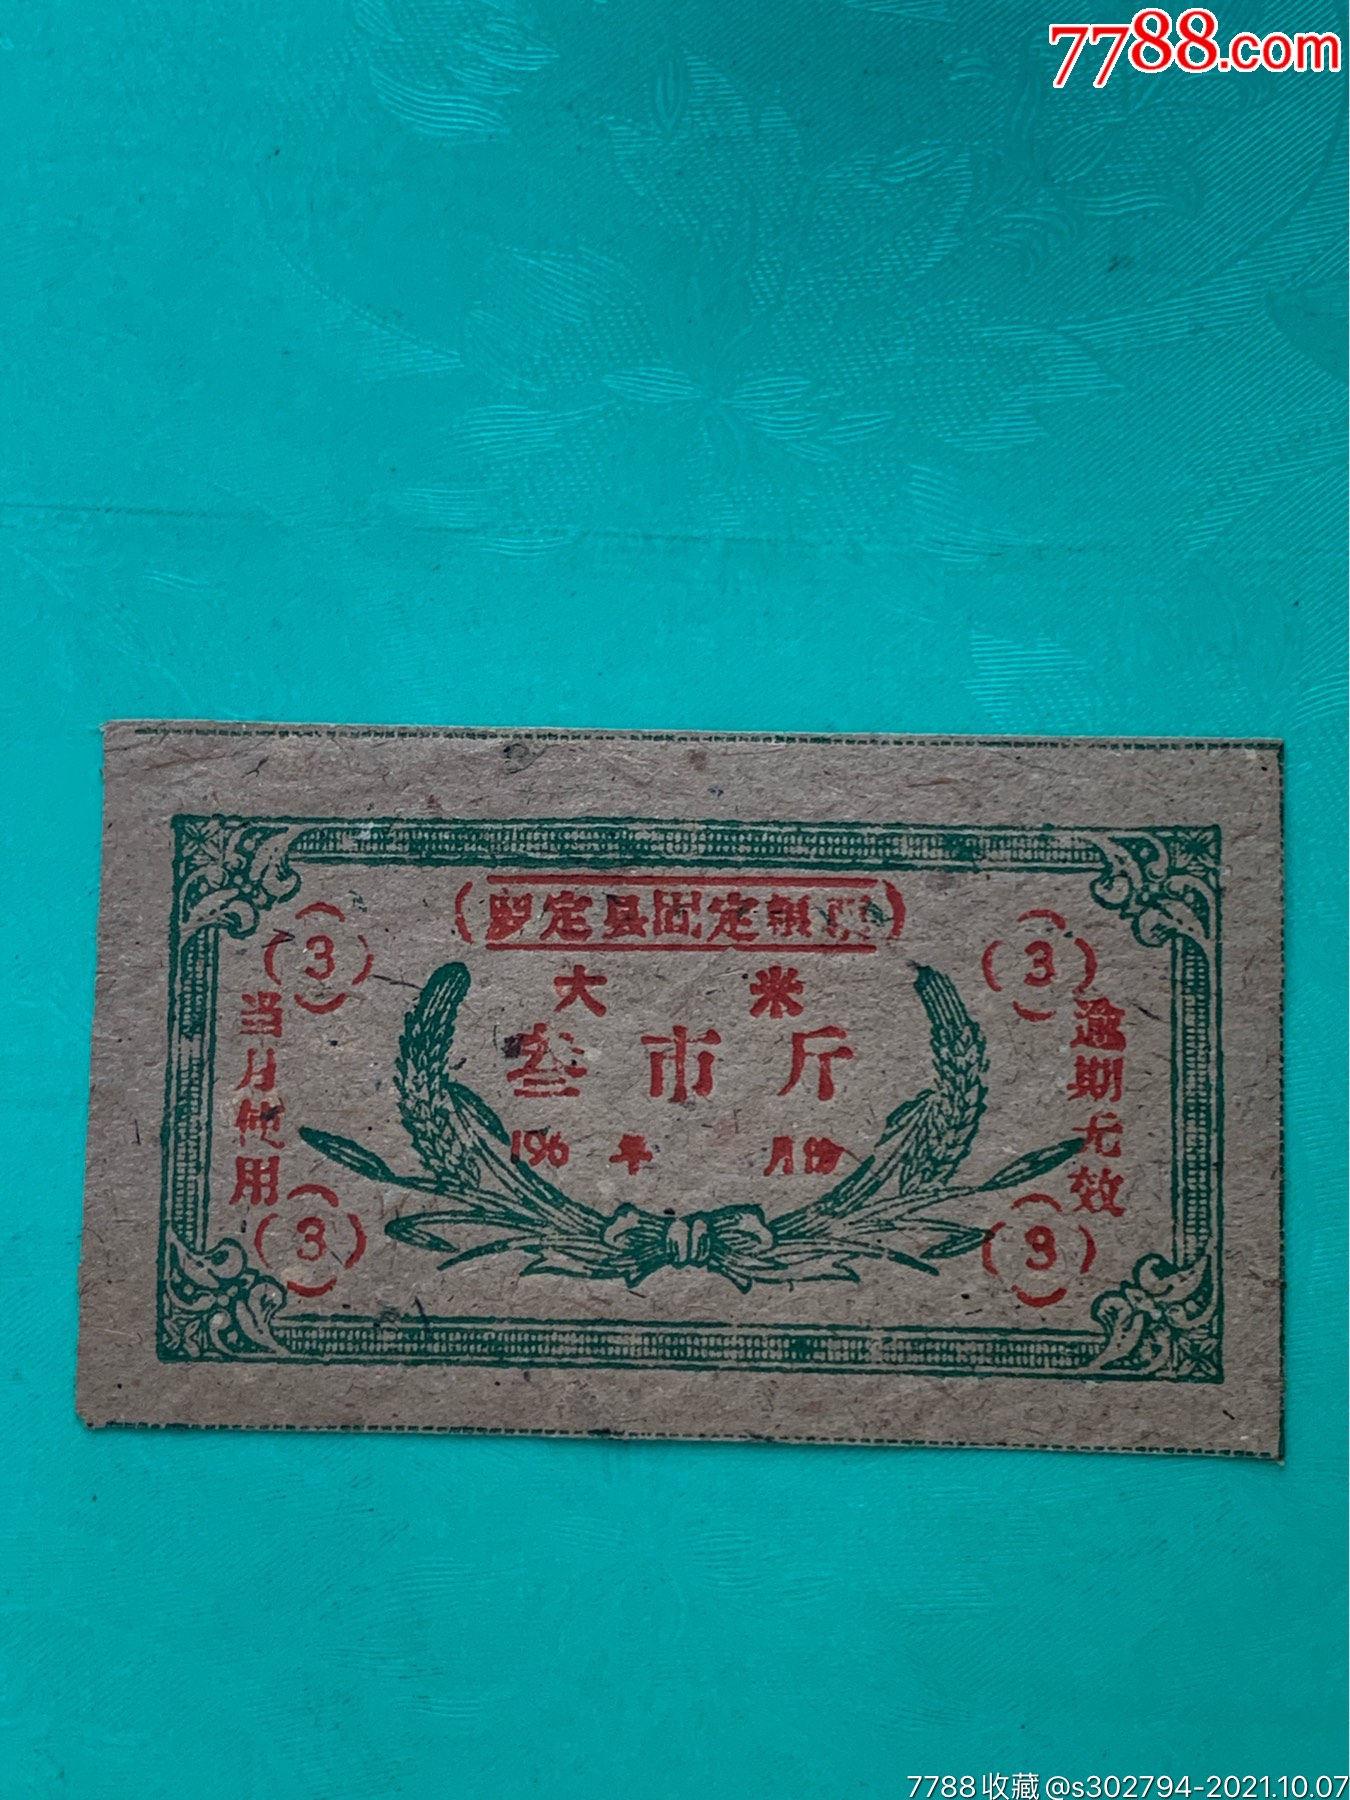 7788.com
(罗定县固定粮票)
(3)
(3)
大 米
叁市斤
196 年 月份
当月使用
逾期无效
(3)
(3)
7788收藏@s302794-2021.10.07